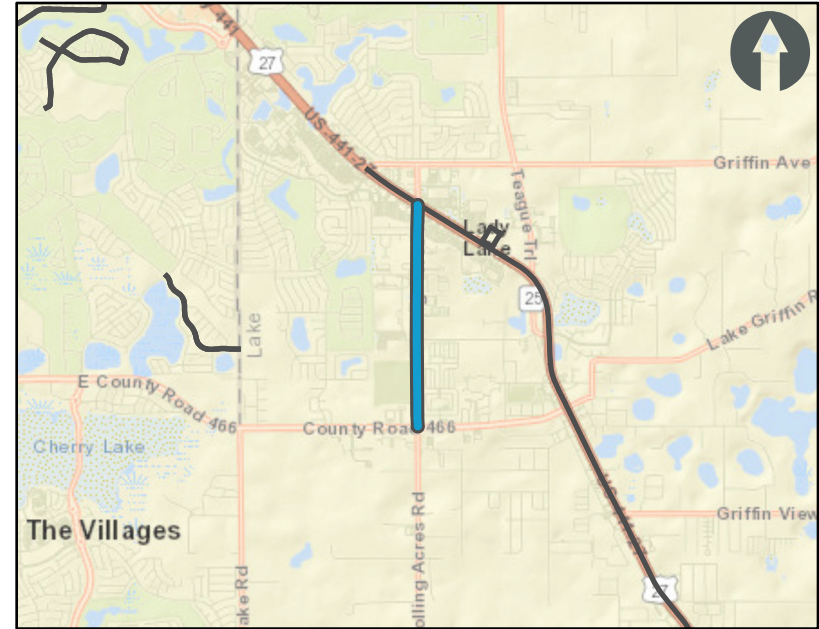 441
27
US-441-27
Griffin Ave
Teague Trl
Lady
Lake
25
Lake Griffin R
Lake
E County Road 466
County Road 466
Cherry Lake
The Villages
Griffin View
27
ake Rd
olling Acres Rd